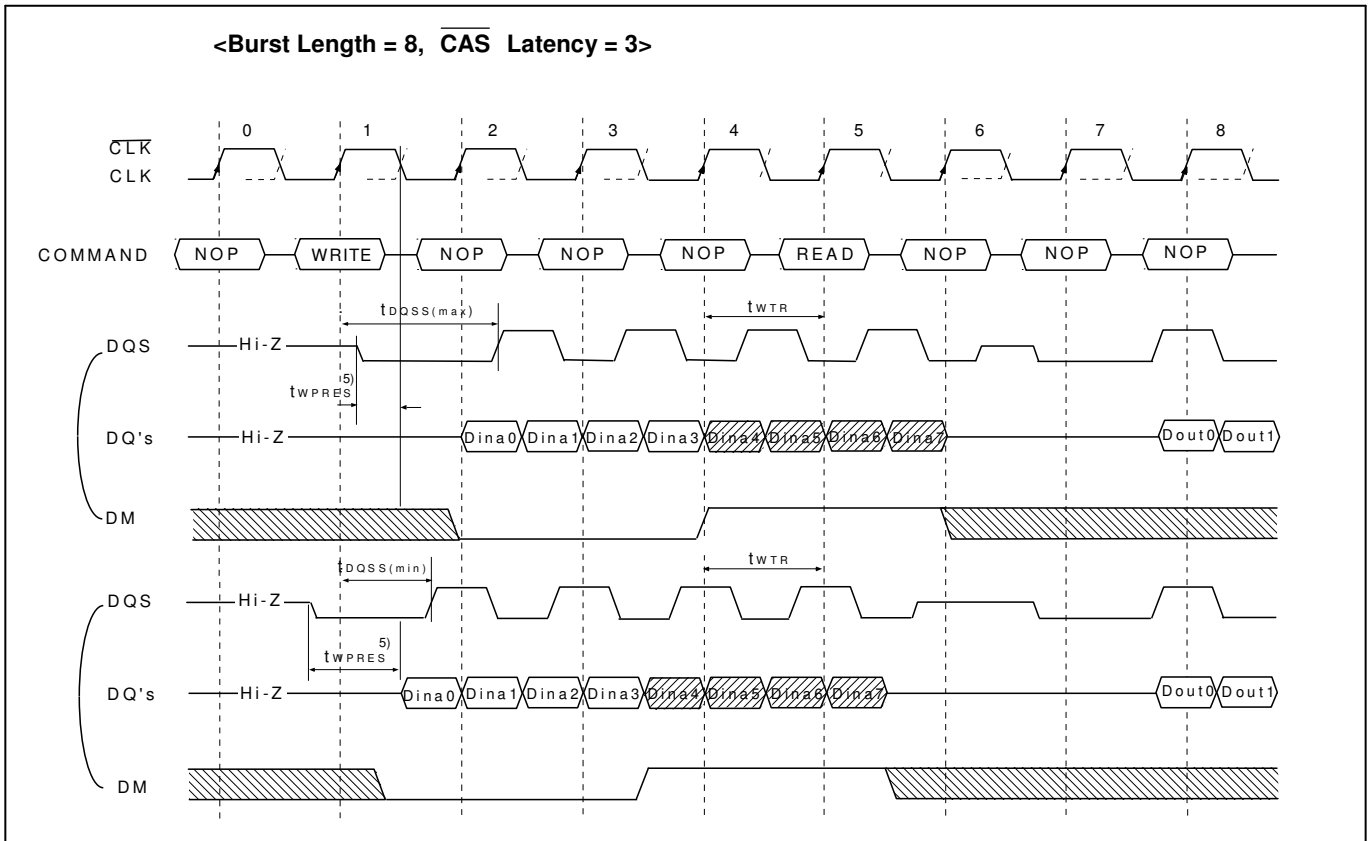 <Burst Length = 8, CAS Latency = 3>
0 1 2 3 4 5 6 7 8
CLK
CLK
COMMAND NOP WRITE NOP NOP NOP READ NOP NOP NOP
tDQSS(max) tWTR
DQS Hi-Z
tWPRES 5)
DQ's Hi-Z Dina0 Dina1 Dina2 Dina3 Dina4 Dina5 Dina6 Dina7 Dout0 Dout1
DM
tDQSS(min) tWTR
DQS Hi-Z
tWPRES 5)
DQ's Hi-Z Dina0 Dina1 Dina2 Dina3 Dina4 Dina5 Dina6 Dina7 Dout0 Dout1
DM